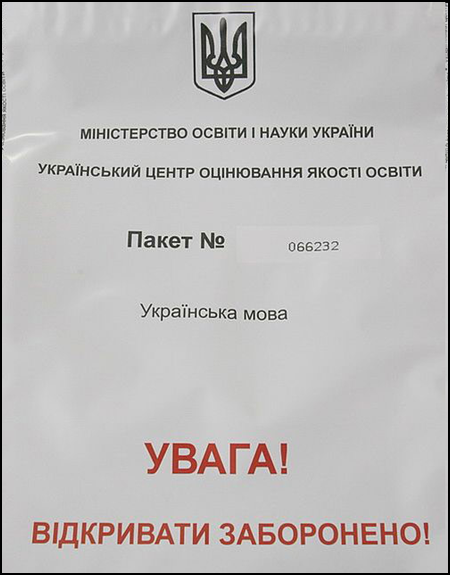 МІНІСТЕРСТВО ОСВІТИ І НАУКИ УКРАЇНИ
УКРАЇНСЬКИЙ ЦЕНТР ОЦІНЮВАННЯ ЯКОСТІ ОСВІТИ
Пакет № 066232
Українська мова
УВАГА!
ВІДКРИВАТИ ЗАБОРОНЕНО!